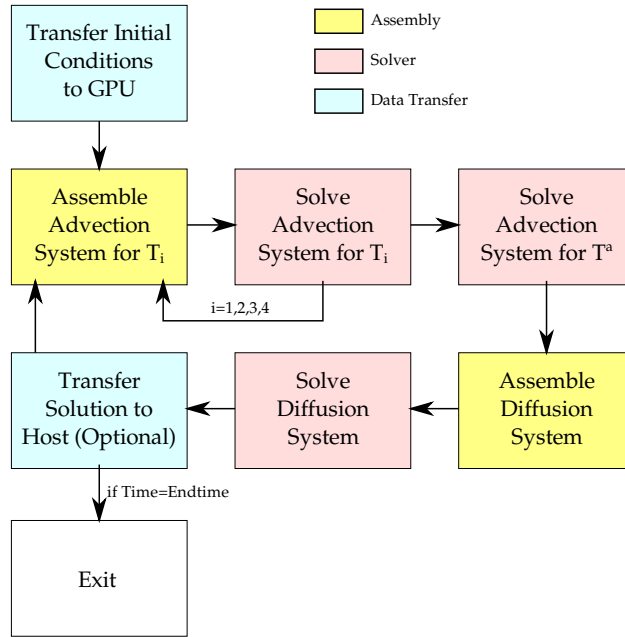 Transfer Initial
Conditions
to GPU
Assembly
Solver
Data Transfer
Assemble
Advection
System for Tᵢ
Solve
Advection
System for Tᵢ
Solve
Advection
System for Tᵃ
i=1,2,3,4
Transfer
Solution to
Host (Optional)
Solve
Diffusion
System
Assemble
Diffusion
System
if Time=Endtime
Exit